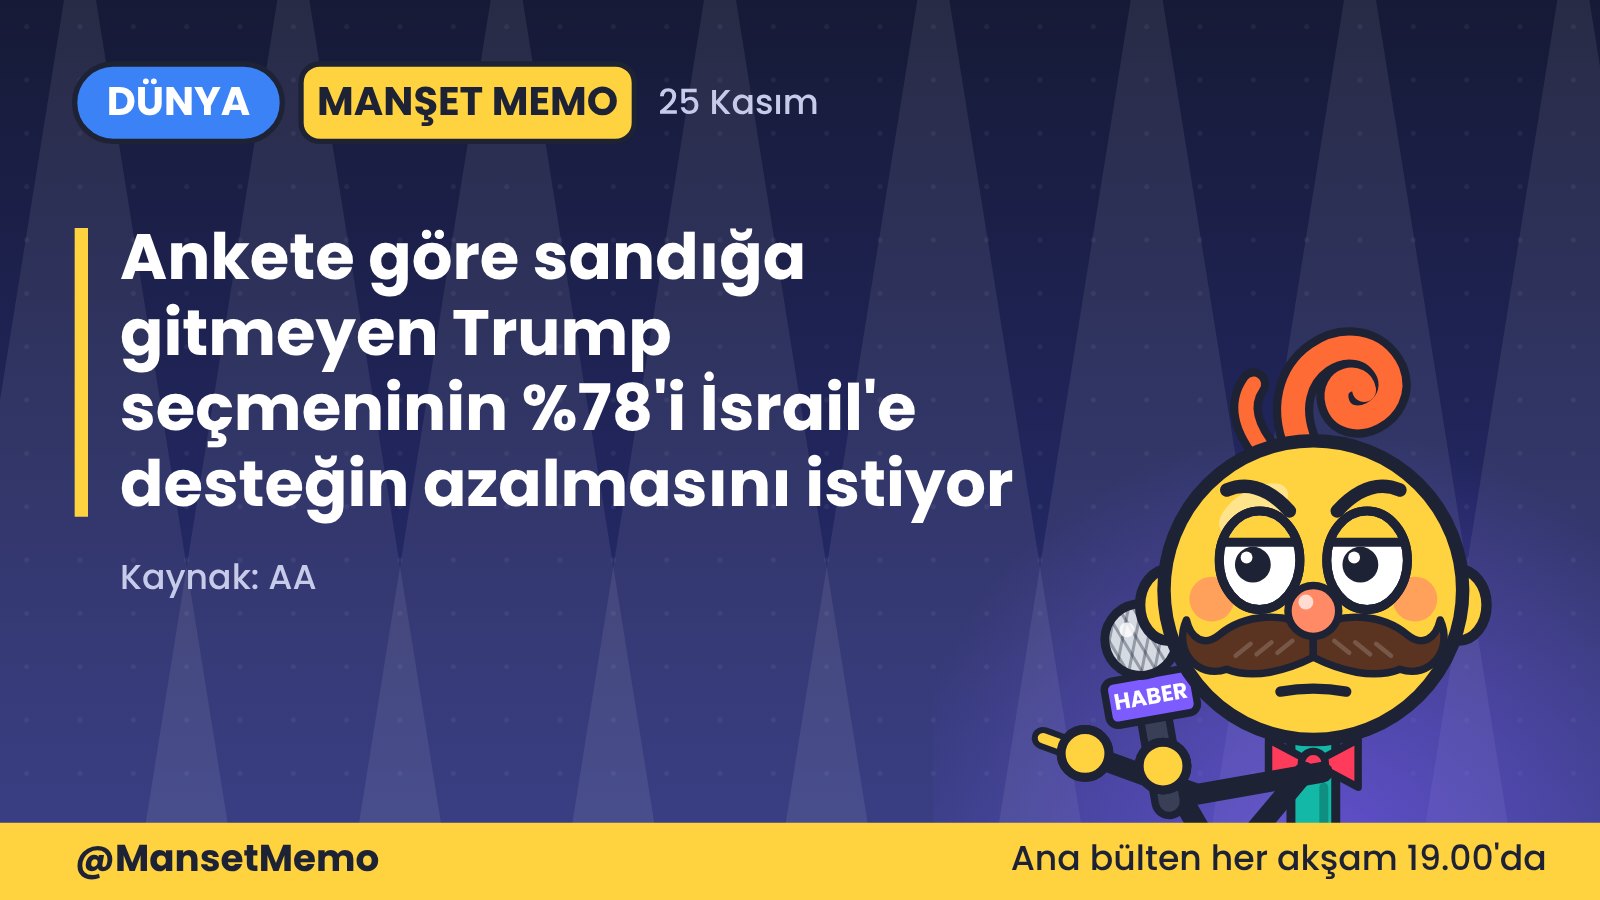 DÜNYA MANŞET MEMO 25 Kasım
Ankete göre sandığa
gitmeyen Trump
seçmeninin %78'i İsrail'e
desteğin azalmasını istiyor
Kaynak: AA
HABER
@MansetMemo Ana bülten her akşam 19.00'da